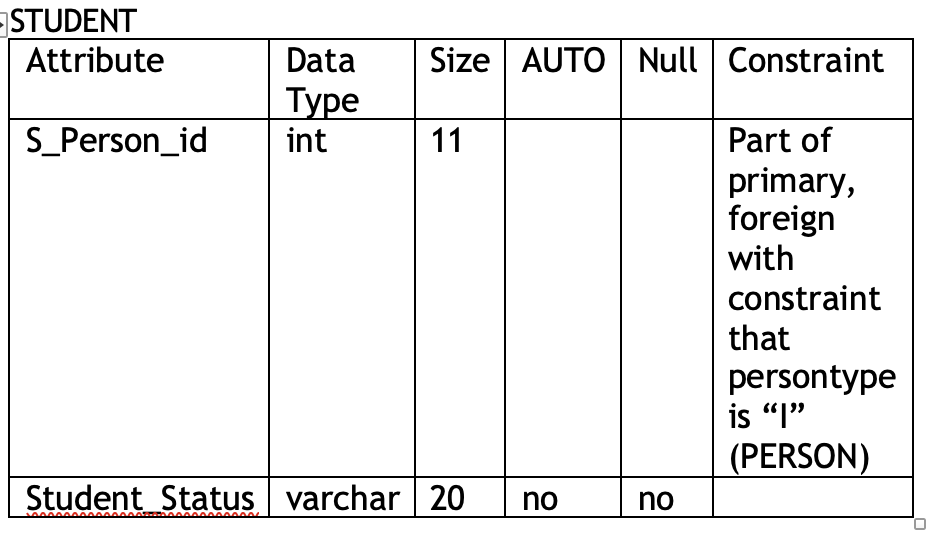 STUDENT
Attribute Data Size AUTO Null Constraint
Type
S_Person_id int 11 Part of
primary,
foreign
with
constraint
that
persontype
is “I”
(PERSON)
Student_Status varchar 20 no no